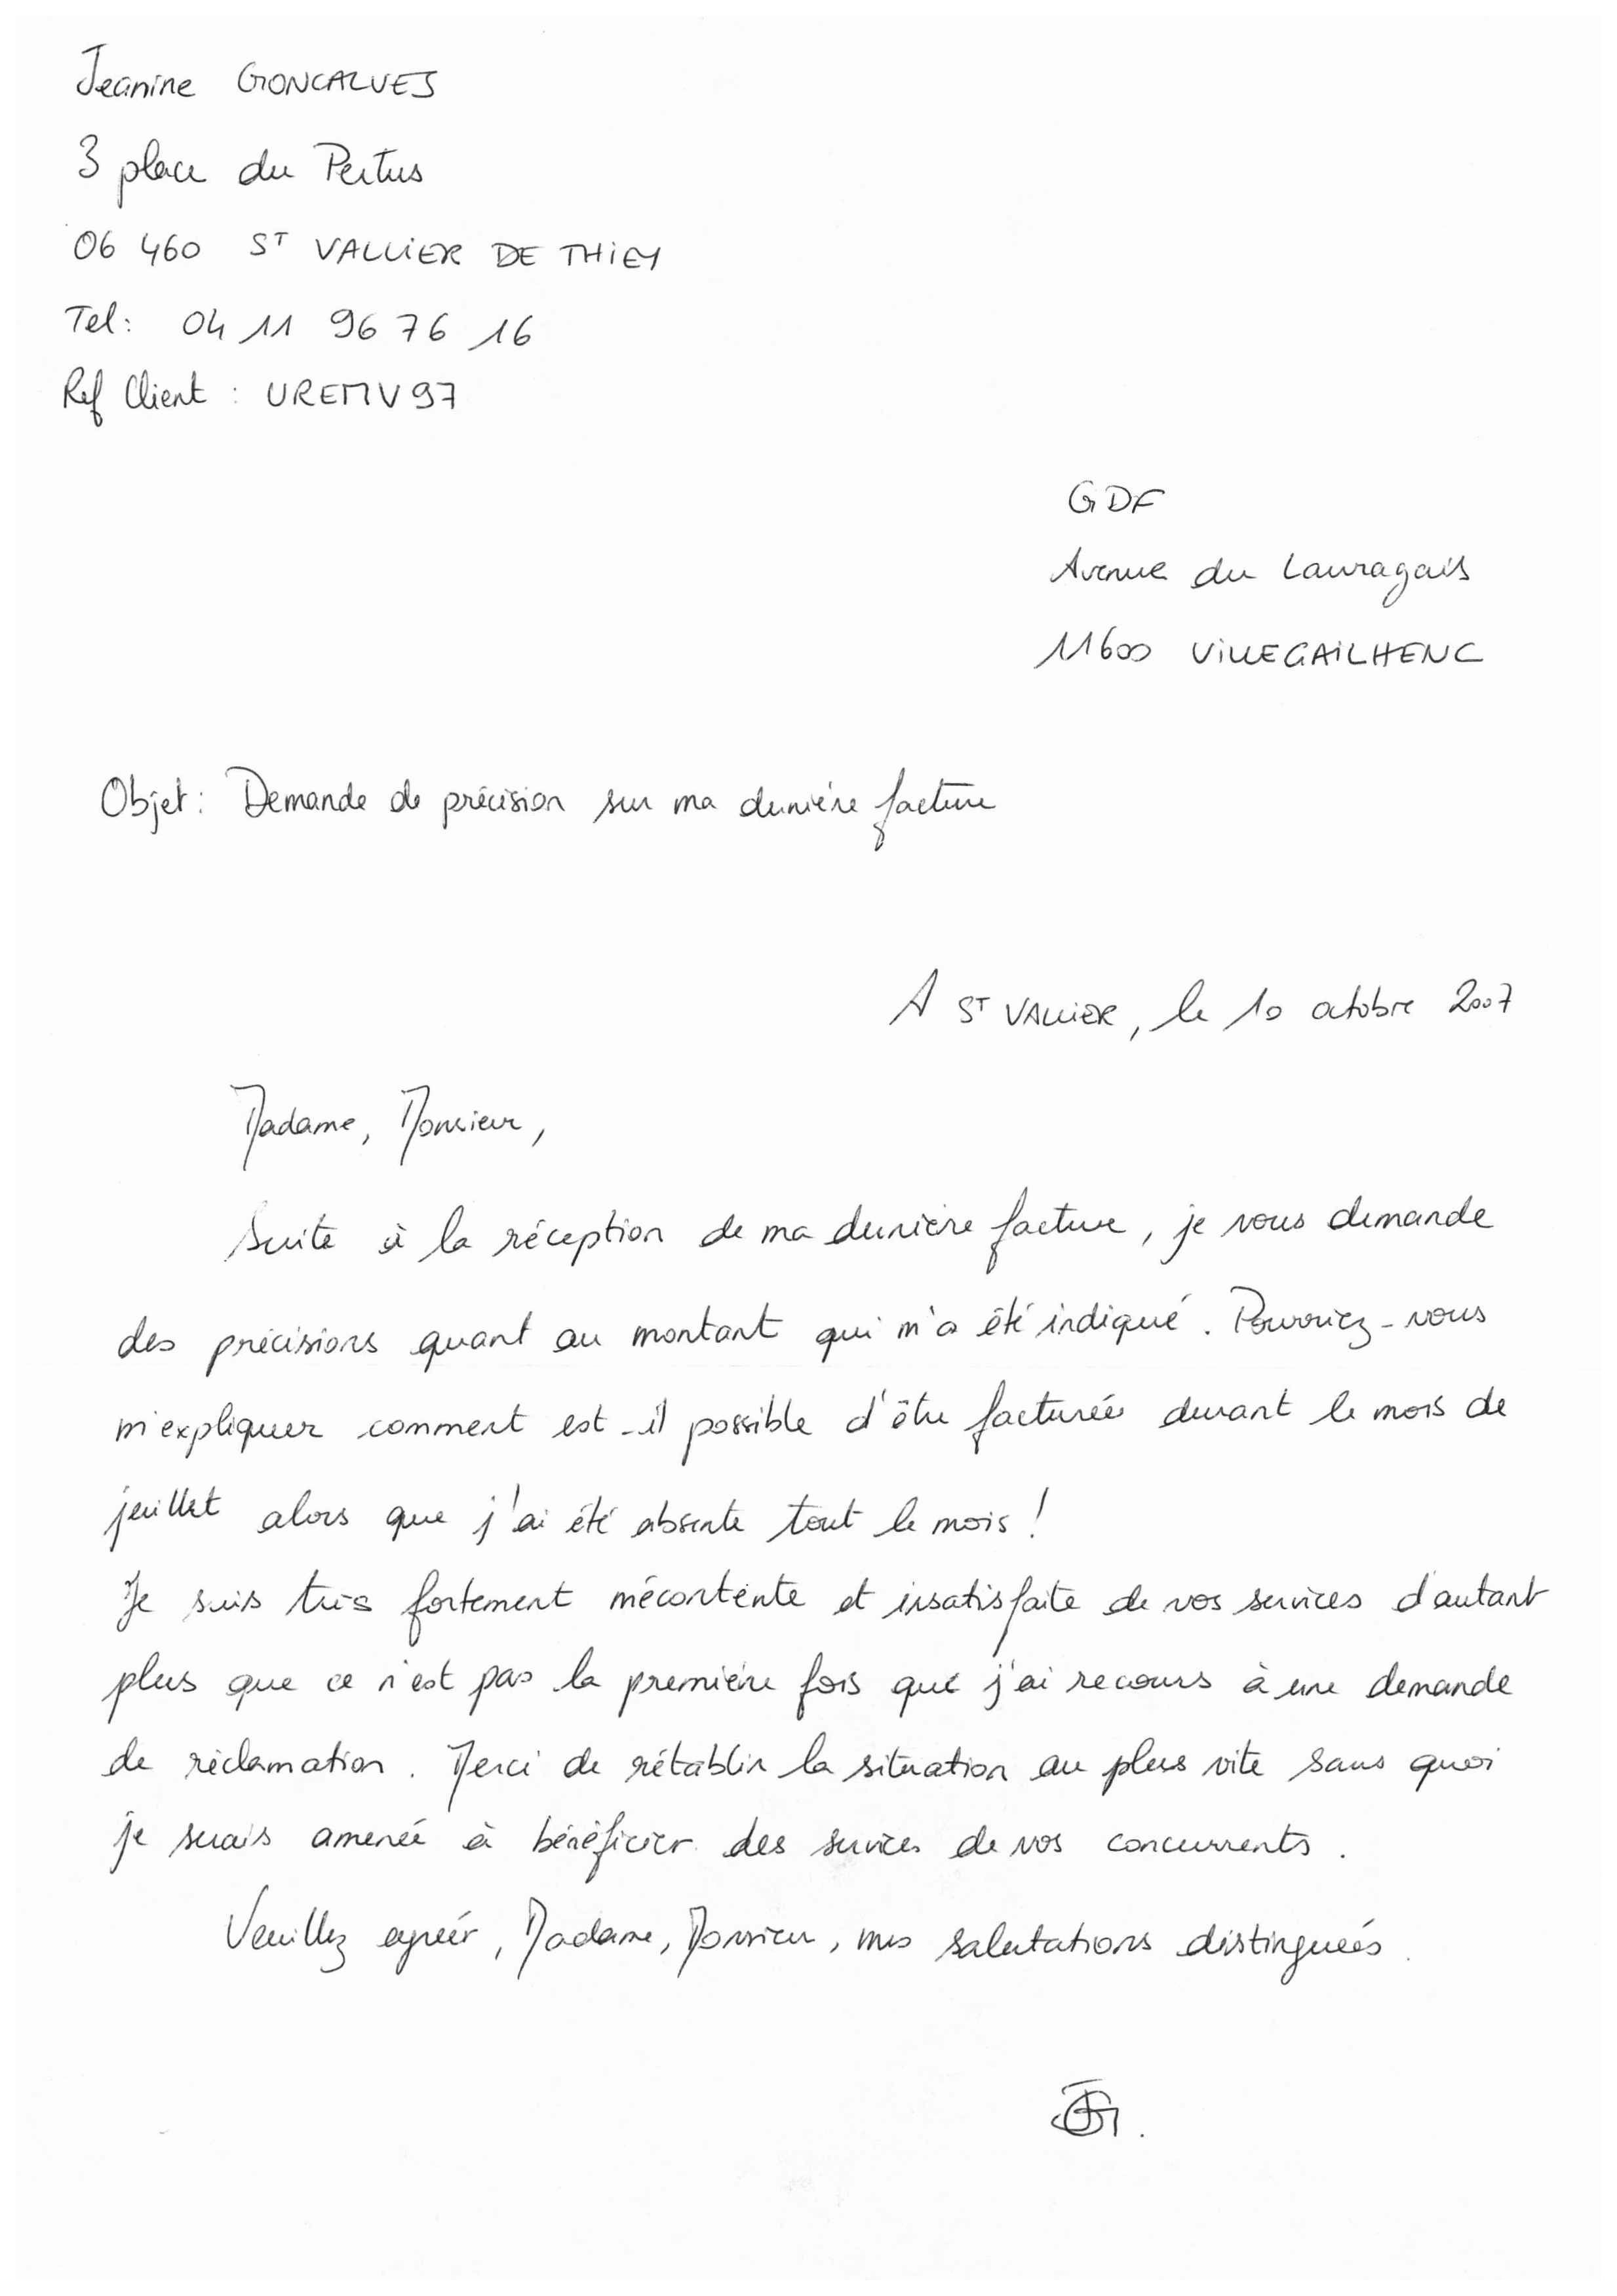 Jeanine GONCALVES
3 place du Pertus
06 460 ST VALLIER DE THIEY
Tel: 04 11 96 76 16
Ref Client : UREMV97
GDF
Avenue du Lauragais
11600 VILLEGAILHENC
Objet: Demande de précision sur ma dernière facture
A ST VALLIER, le 10 octobre 2007
Madame, Monsieur,
Suite à la réception de ma dernière facture, je vous demande
des précisions quant au montant qui m'a été indiqué. Pourriez-vous
m'expliquer comment est-il possible d'être facturée durant le mois de
juillet alors que j'ai été absente tout le mois !
Je suis très fortement mécontente et insatisfaite de vos services d'autant
plus que ce n'est pas la première fois que j'ai recours à une demande
de réclamation. Merci de rétablir la situation au plus vite sans quoi
je serais amenée à bénéficier des services de vos concurrents.
Veuillez agréer, Madame, Monsieur, mes salutations distinguées.
JG.